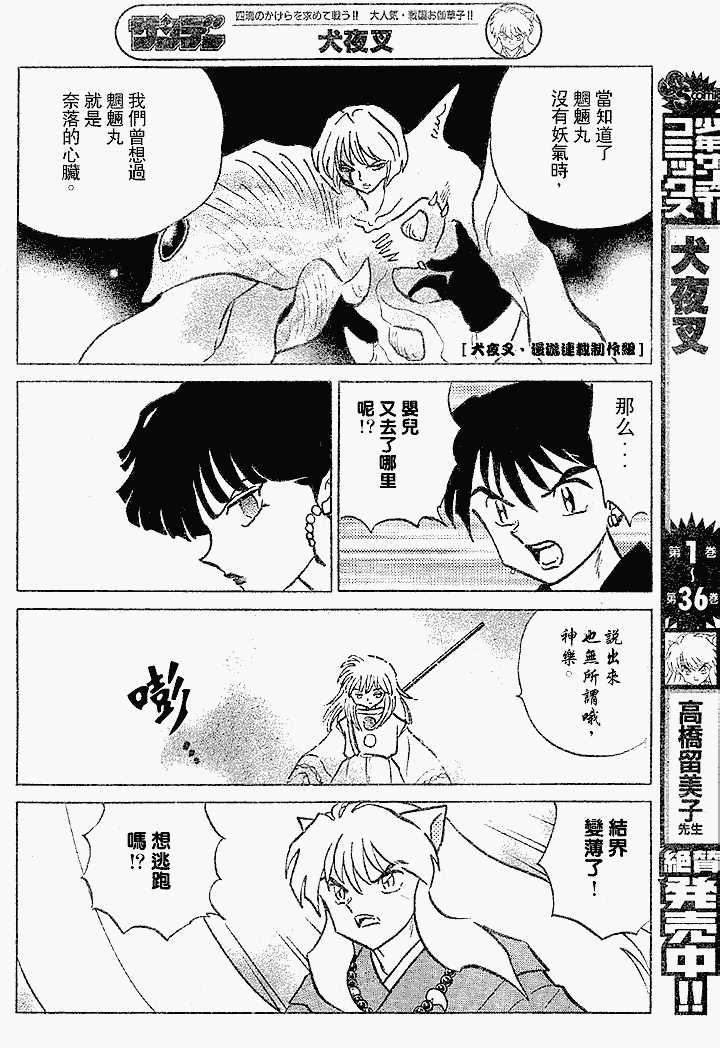 サンデー
四魂のかけらを求めて戦う!! 大人気・戦国お伽草子!!
犬夜叉
當知道了
魍魎丸
沒有妖氣時，
我們曾想過
魍魎丸
就是
奈落的心臟。
[犬夜叉・漫遊連載制作組]
那么...
嬰兒
又去了哪里
呢!?
說出來
也無所謂哦，
神樂。
嘭
結界
變薄了!
想逃跑
嗎!?
少年サンデー
コミックス
犬夜叉
第1巻
〜
第36巻
高橋留美子
先生
絶賛
発売中!!